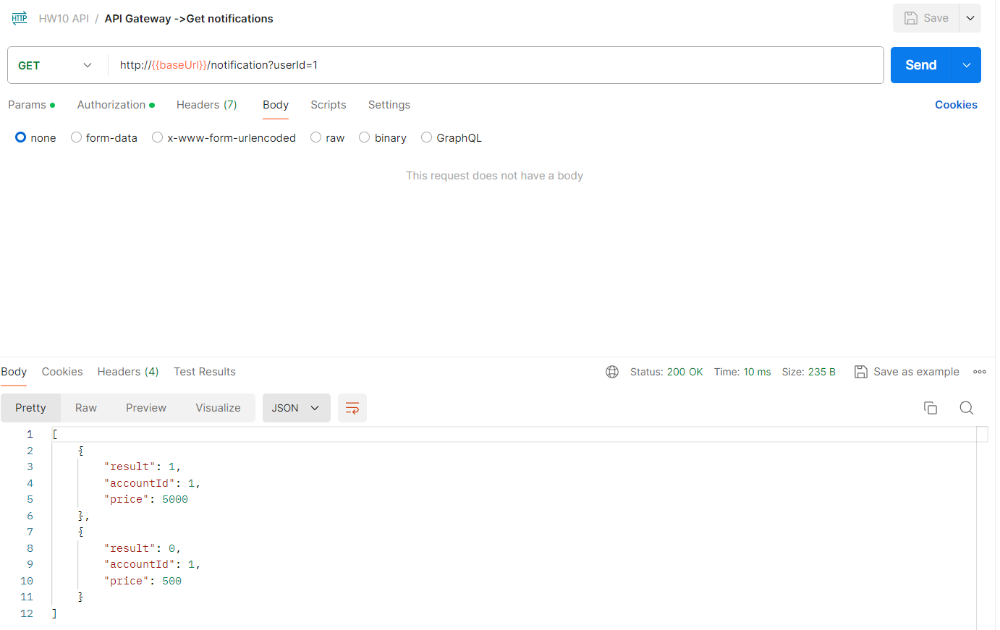 HTTP HW10 API / API Gateway ->Get notifications Save
GET http://{{baseUrl}}/notification?userId=1 Send
Params Authorization Headers (7) Body Scripts Settings Cookies
none form-data x-www-form-urlencoded raw binary GraphQL
This request does not have a body
Body Cookies Headers (4) Test Results Status: 200 OK Time: 10 ms Size: 235 B Save as example
Pretty Raw Preview Visualize JSON
1 [
2 {
3 "result": 1,
4 "accountId": 1,
5 "price": 5000
6 },
7 {
8 "result": 0,
9 "accountId": 1,
10 "price": 500
11 }
12 ]